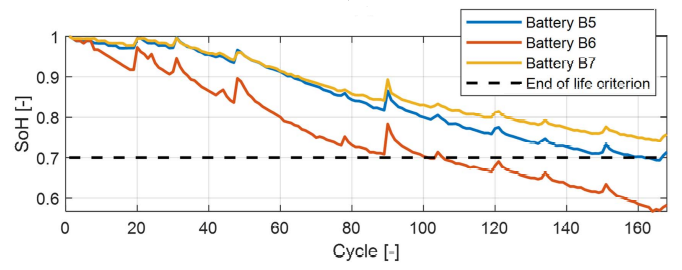 Battery B5
Battery B6
Battery B7
End of life criterion
1
0.9
0.8
0.7
0.6
SoH [-]
0 20 40 60 80 100 120 140 160
Cycle [-]